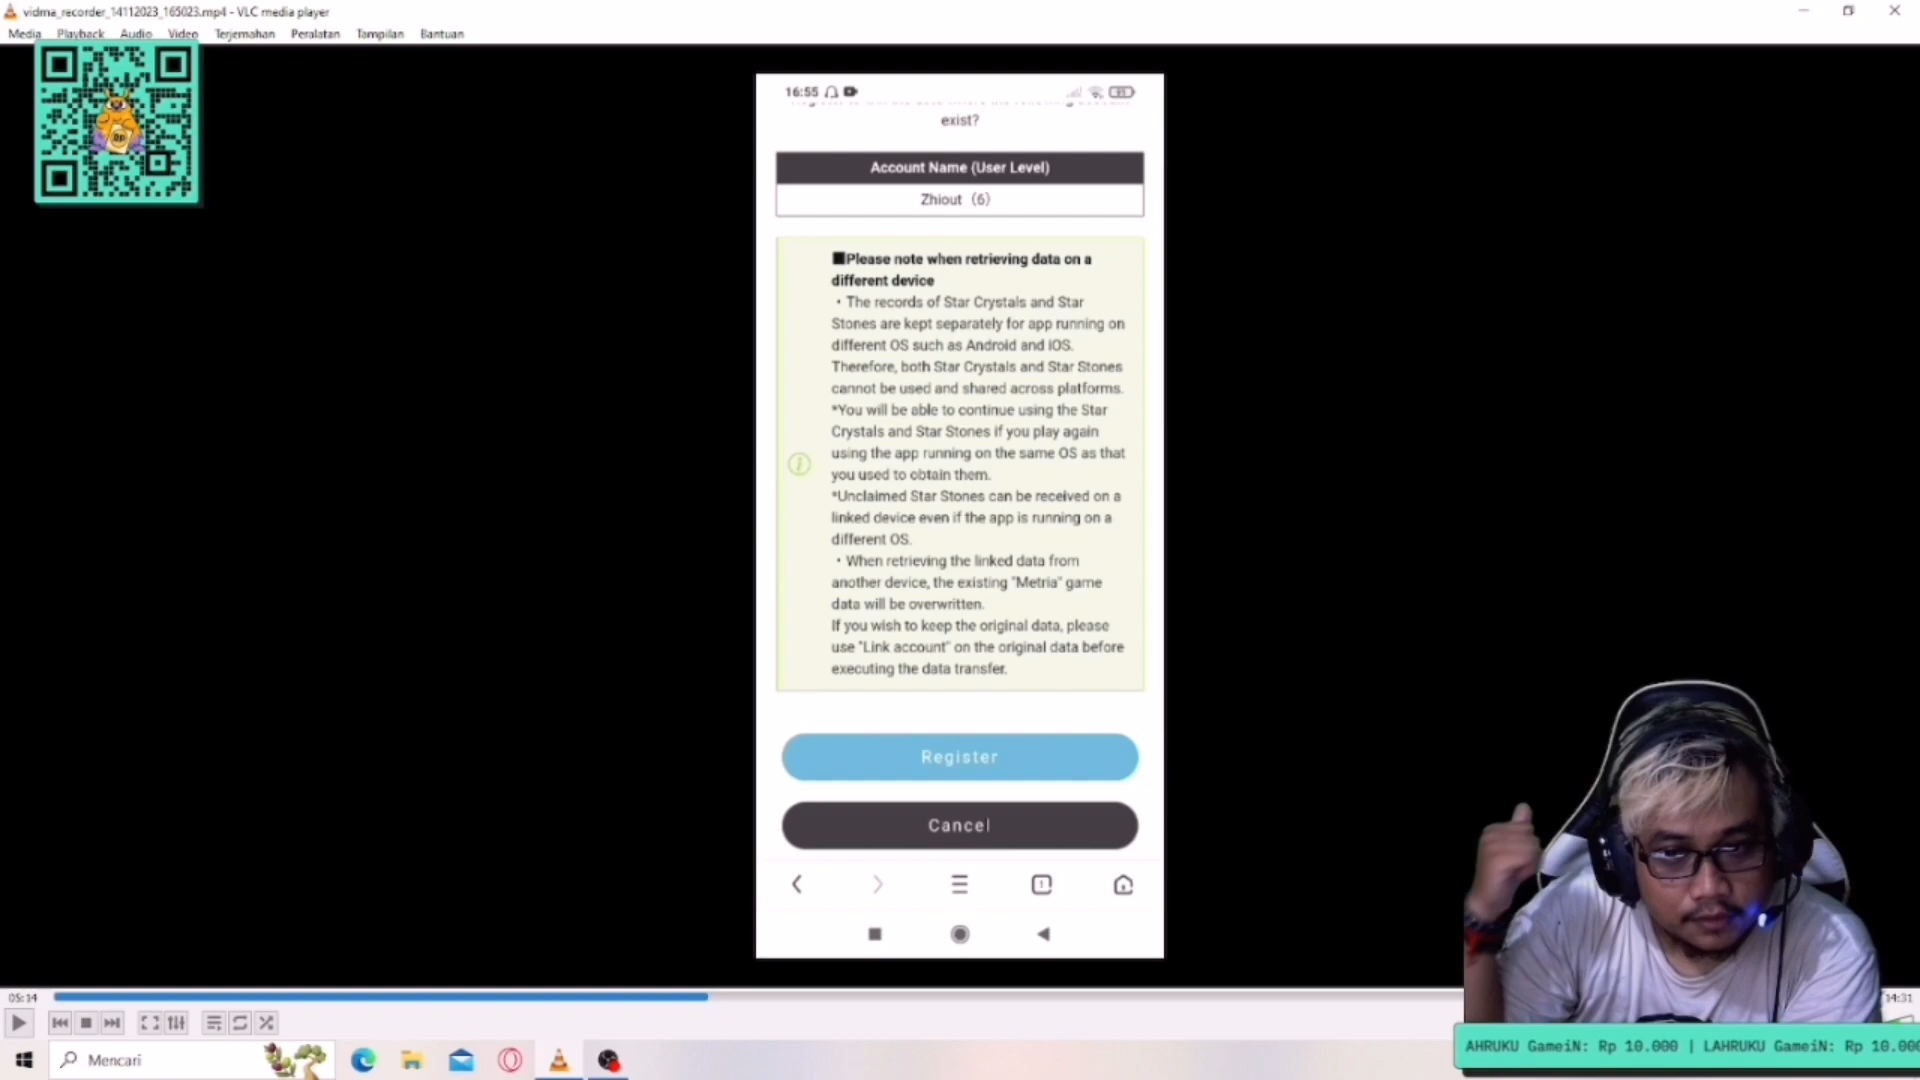 vidma_recorder_14112023_165023.mp4 - VLC media player
Media Playback Audio Video Terjemahan Peralatan Tampilan Bantuan
16:55
exist?
Account Name (User Level)
Zhiout (6)
■Please note when retrieving data on a
different device
・The records of Star Crystals and Star
Stones are kept separately for app running on
different OS such as Android and iOS.
Therefore, both Star Crystals and Star Stones
cannot be used and shared across platforms.
*You will be able to continue using the Star
Crystals and Star Stones if you play again
using the app running on the same OS as that
you used to obtain them.
*Unclaimed Star Stones can be received on a
linked device even if the app is running on a
different OS.
・When retrieving the linked data from
another device, the existing "Metria" game
data will be overwritten.
If you wish to keep the original data, please
use "Link account" on the original data before
executing the data transfer.
Register
Cancel
1
05:14
14:31
Mencari
AHRUKU GameiN: Rp 10.000 | LAHRUKU GameiN: Rp 10.000